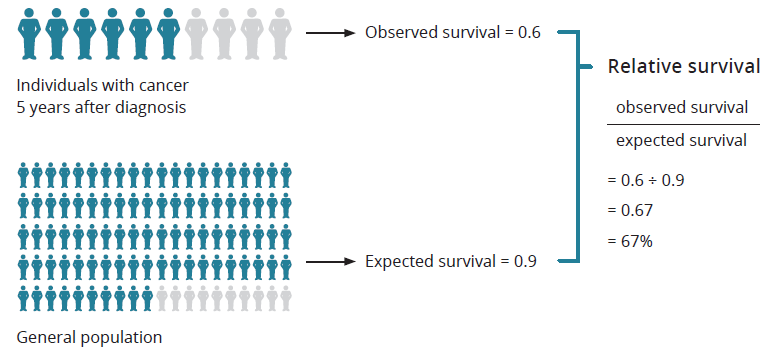 Observed survival = 0.6
Individuals with cancer
5 years after diagnosis
Relative survival
observed survival
expected survival
= 0.6 ÷ 0.9
= 0.67
= 67%
Expected survival = 0.9
General population